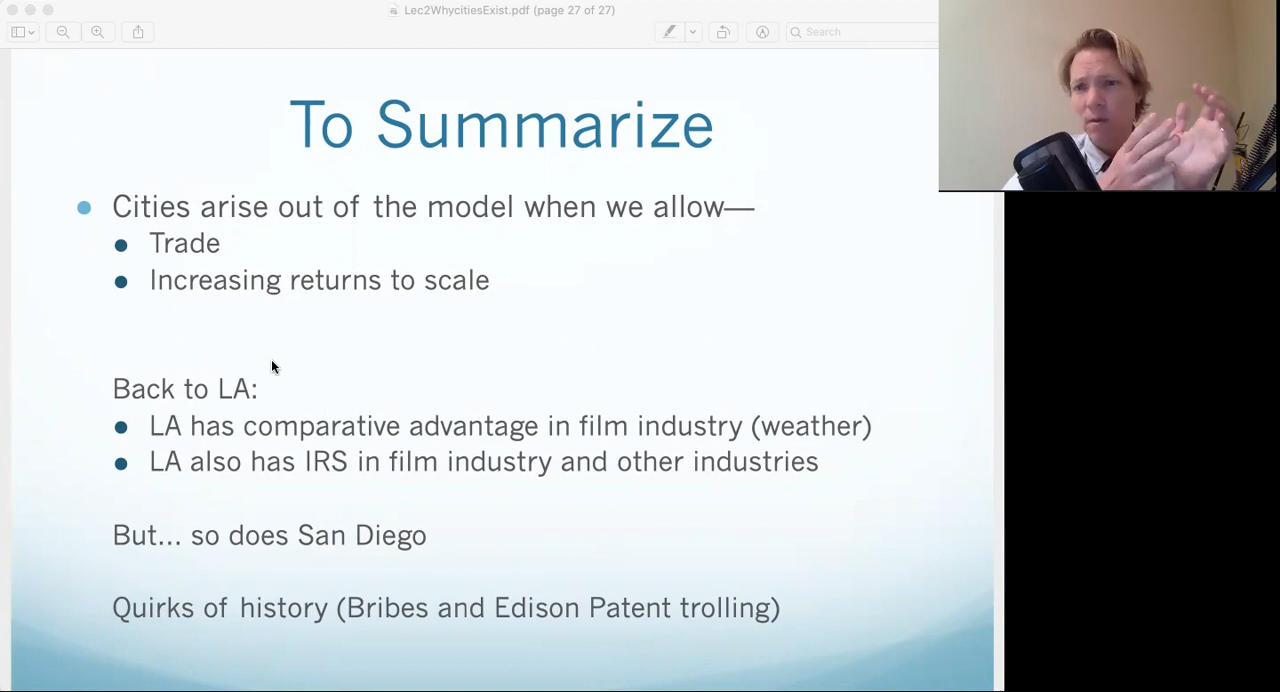 Lec2WhycitiesExist.pdf (page 27 of 27)
Search
To Summarize
Cities arise out of the model when we allow—
Trade
Increasing returns to scale
Back to LA:
LA has comparative advantage in film industry (weather)
LA also has IRS in film industry and other industries
But... so does San Diego
Quirks of history (Bribes and Edison Patent trolling)